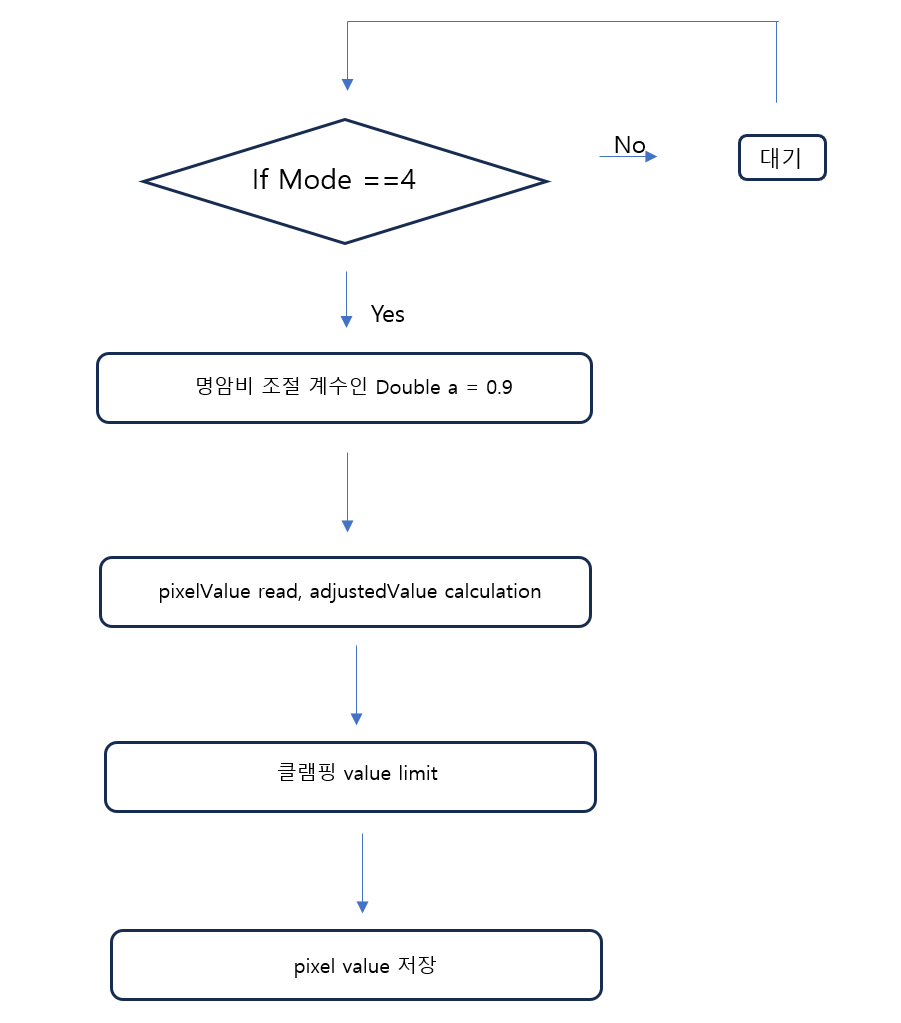 If Mode ==4
No
대기
Yes
명암비 조절 계수인 Double a = 0.9
pixelValue read, adjustedValue calculation
클램핑 value limit
pixel value 저장